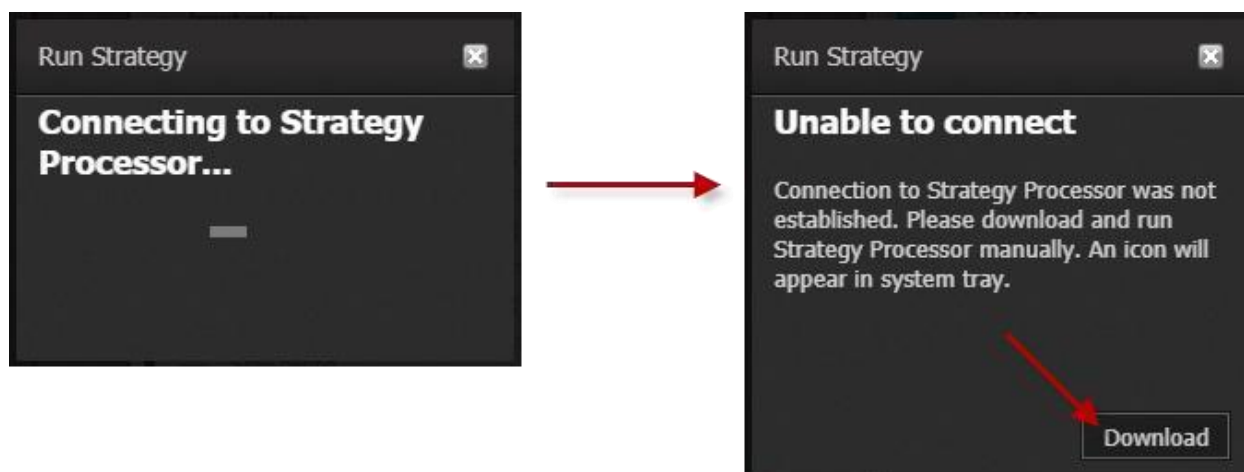 Run Strategy
Connecting to Strategy
Processor...
Run Strategy
Unable to connect
Connection to Strategy Processor was not
established. Please download and run
Strategy Processor manually. An icon will
appear in system tray.
Download